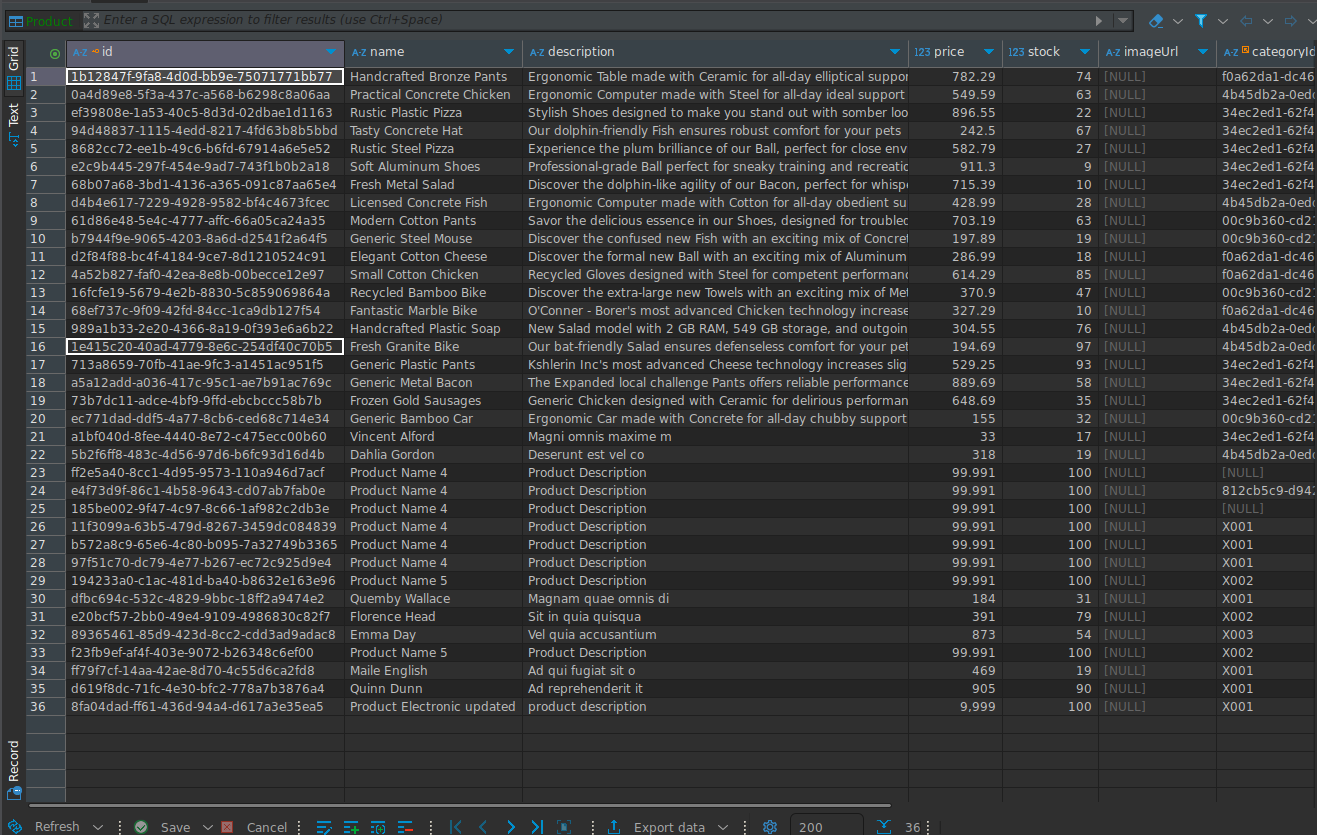 Product Enter a SQL expression to filter results (use Ctrl+Space)
Grid
Text
Record
A-Z id A-Z name A-Z description 123 price 123 stock A-Z imageUrl A-Z categoryId
1 1b12847f-9fa8-4d0d-bb9e-75071771bb77 Handcrafted Bronze Pants Ergonomic Table made with Ceramic for all-day elliptical suppor 782.29 74 [NULL] f0a62da1-dc46
2 0a4d89e8-5f3a-437c-a568-b6298c8a06aa Practical Concrete Chicken Ergonomic Computer made with Steel for all-day ideal support 549.59 63 [NULL] 4b45db2a-0edc
3 ef39808e-1a53-40c5-8d3d-02dbae1d1163 Rustic Plastic Pizza Stylish Shoes designed to make you stand out with somber loo 896.55 22 [NULL] 34ec2ed1-62f4
4 94d48837-1115-4edd-8217-4fd63b8b5bbd Tasty Concrete Hat Our dolphin-friendly Fish ensures robust comfort for your pets 242.5 67 [NULL] 34ec2ed1-62f4
5 8682cc72-ee1b-49c6-b6fd-67914a6e5e52 Rustic Steel Pizza Experience the plum brilliance of our Ball, perfect for close env 582.79 27 [NULL] 34ec2ed1-62f4
6 e2c9b445-297f-454e-9ad7-743f1b0b2a18 Soft Aluminum Shoes Professional-grade Ball perfect for sneaky training and recreatic 911.3 9 [NULL] 34ec2ed1-62f4
7 68b07a68-3bd1-4136-a365-091c87aa65e4 Fresh Metal Salad Discover the dolphin-like agility of our Bacon, perfect for whisp 715.39 10 [NULL] 34ec2ed1-62f4
8 d4b4e617-7229-4928-9582-bf4c4673fcec Licensed Concrete Fish Ergonomic Computer made with Cotton for all-day obedient su 428.99 28 [NULL] 4b45db2a-0edc
9 61d86e48-5e4c-4777-affc-66a05ca24a35 Modern Cotton Pants Savor the delicious essence in our Shoes, designed for troubled 703.19 63 [NULL] 00c9b360-cd21
10 b7944f9e-9065-4203-8a6d-d2541f2a64f5 Generic Steel Mouse Discover the confused new Fish with an exciting mix of Concret 197.89 19 [NULL] 00c9b360-cd21
11 d2f84f88-bc4f-4184-9ce7-8d1210524c91 Elegant Cotton Cheese Discover the formal new Ball with an exciting mix of Aluminum 286.99 18 [NULL] f0a62da1-dc46
12 4a52b827-faf0-42ea-8e8b-00becce12e97 Small Cotton Chicken Recycled Gloves designed with Steel for competent performanc 614.29 85 [NULL] f0a62da1-dc46
13 16fcfe19-5679-4e2b-8830-5c859069864a Recycled Bamboo Bike Discover the extra-large new Towels with an exciting mix of Met 370.9 47 [NULL] 00c9b360-cd21
14 68ef737c-9f09-42fd-84cc-1ca9db127f54 Fantastic Marble Bike O'Conner - Borer's most advanced Chicken technology increase 327.29 10 [NULL] f0a62da1-dc46
15 989a1b33-2e20-4366-8a19-0f393e6a6b22 Handcrafted Plastic Soap New Salad model with 2 GB RAM, 549 GB storage, and outgoin 304.55 76 [NULL] 4b45db2a-0edc
16 1e415c20-40ad-4779-8e6c-254df40c70b5 Fresh Granite Bike Our bat-friendly Salad ensures defenseless comfort for your pet 194.69 97 [NULL] 4b45db2a-0edc
17 713a8659-70fb-41ae-9fc3-a1451ac951f5 Generic Plastic Pants Kshlerin Inc's most advanced Cheese technology increases slig 529.25 93 [NULL] 34ec2ed1-62f4
18 a5a12add-a036-417c-95c1-ae7b91ac769c Generic Metal Bacon The Expanded local challenge Pants offers reliable performance 889.69 58 [NULL] 34ec2ed1-62f4
19 73b7dc11-adce-4bf9-9ffd-ebcbccc58b7b Frozen Gold Sausages Generic Chicken designed with Ceramic for delirious performan 648.69 35 [NULL] 34ec2ed1-62f4
20 ec771dad-ddf5-4a77-8cb6-ced68c714e34 Generic Bamboo Car Ergonomic Car made with Concrete for all-day chubby support 155 32 [NULL] 00c9b360-cd21
21 a1bf040d-8fee-4440-8e72-c475ecc00b60 Vincent Alford Magni omnis maxime m 33 17 [NULL] 34ec2ed1-62f4
22 5b2f6ff8-483c-4d56-97d6-b6fc93d16d4b Dahlia Gordon Deserunt est vel co 318 19 [NULL] 4b45db2a-0edc
23 ff2e5a40-8cc1-4d95-9573-110a946d7acf Product Name 4 Product Description 99.991 100 [NULL] [NULL]
24 e4f73d9f-86c1-4b58-9643-cd07ab7fab0e Product Name 4 Product Description 99.991 100 [NULL] 812cb5c9-d942
25 185be002-9f47-4c97-8c66-1af982c2db3e Product Name 4 Product Description 99.991 100 [NULL] [NULL]
26 11f3099a-63b5-479d-8267-3459dc084839 Product Name 4 Product Description 99.991 100 [NULL] X001
27 b572a8c9-65e6-4c80-b095-7a32749b3365 Product Name 4 Product Description 99.991 100 [NULL] X001
28 97f51c70-dc79-4e77-b267-ec72c925d9e4 Product Name 4 Product Description 99.991 100 [NULL] X001
29 194233a0-c1ac-481d-ba40-b8632e163e96 Product Name 5 Product Description 99.991 100 [NULL] X002
30 dfbc694c-532c-4829-9bbc-18ff2a9474e2 Quemby Wallace Magnam quae omnis di 184 31 [NULL] X001
31 e20bcf57-2bb0-49e4-9109-4986830c82f7 Florence Head Sit in quia quisqua 391 79 [NULL] X002
32 89365461-85d9-423d-8cc2-cdd3ad9adac8 Emma Day Vel quia accusantium 873 54 [NULL] X003
33 f23fb9ef-af4f-403e-9072-b26348c6ef00 Product Name 5 Product Description 99.991 100 [NULL] X002
34 ff79f7cf-14aa-42ae-8d70-4c55d6ca2fd8 Maile English Ad qui fugiat sit o 469 19 [NULL] X001
35 d619f8dc-71fc-4e30-bfc2-778a7b3876a4 Quinn Dunn Ad reprehenderit it 905 90 [NULL] X001
36 8fa04dad-ff61-436d-94a4-d617a3e35ea5 Product Electronic updated product description 9,999 100 [NULL] X001
Refresh Save Cancel Export data 200 36